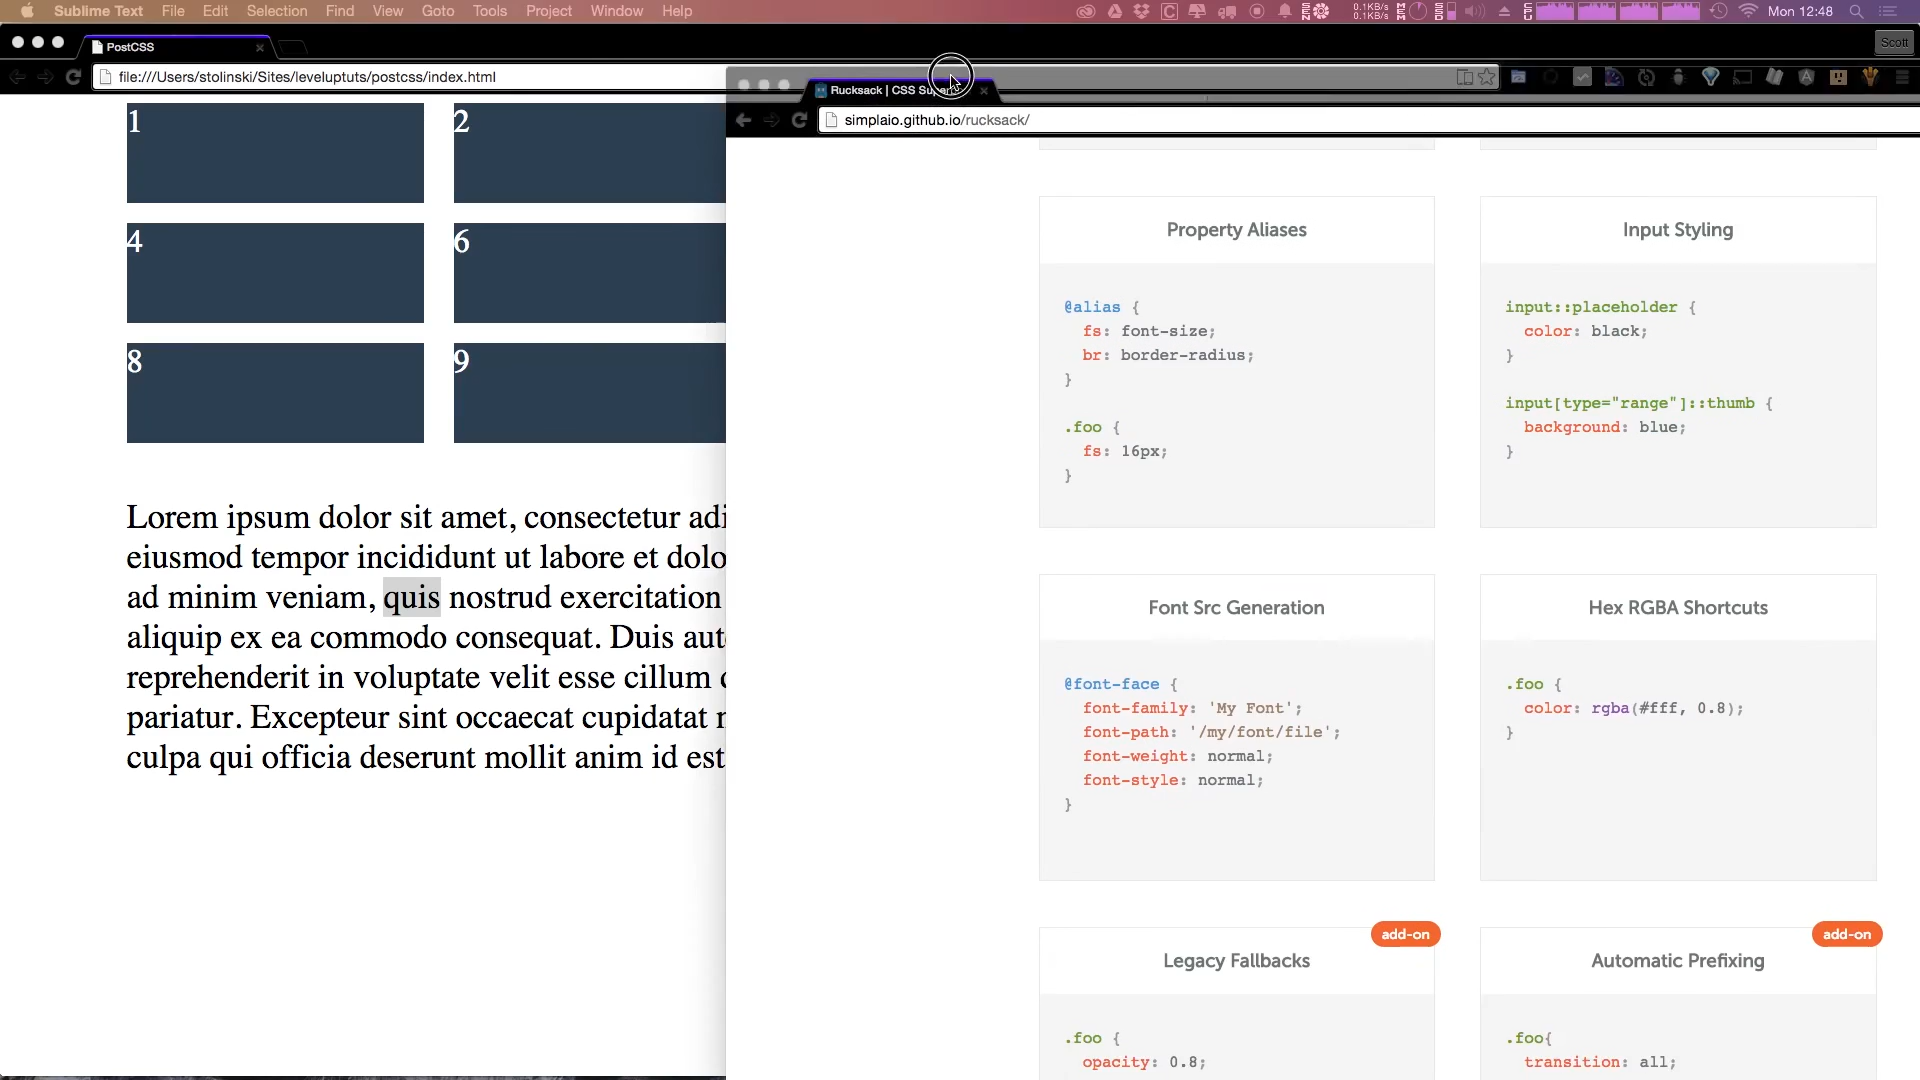 Sublime Text File Edit Selection Find View Goto Tools Project Window Help
0.1KB/s
0.1KB/s
Mon 12:48
PostCSS
Scott
file:///Users/stolinski/Sites/leveluptuts/postcss/index.html
Rucksack | CSS Supe
simplaio.github.io/rucksack/
1
2
4
6
8
9
Lorem ipsum dolor sit amet, consectetur adi
eiusmod tempor incididunt ut labore et dolo
ad minim veniam, quis nostrud exercitation
aliquip ex ea commodo consequat. Duis aut
reprehenderit in voluptate velit esse cillum
pariatur. Excepteur sint occaecat cupidatat
culpa qui officia deserunt mollit anim id est
Property Aliases
@alias {
fs: font-size;
br: border-radius;
}
.foo {
fs: 16px;
}
Input Styling
input::placeholder {
color: black;
}
input[type="range"]::thumb {
background: blue;
}
Font Src Generation
@font-face {
font-family: 'My Font';
font-path: '/my/font/file';
font-weight: normal;
font-style: normal;
}
Hex RGBA Shortcuts
.foo {
color: rgba(#fff, 0.8);
}
add-on
Legacy Fallbacks
.foo {
opacity: 0.8;
add-on
Automatic Prefixing
.foo{
transition: all;